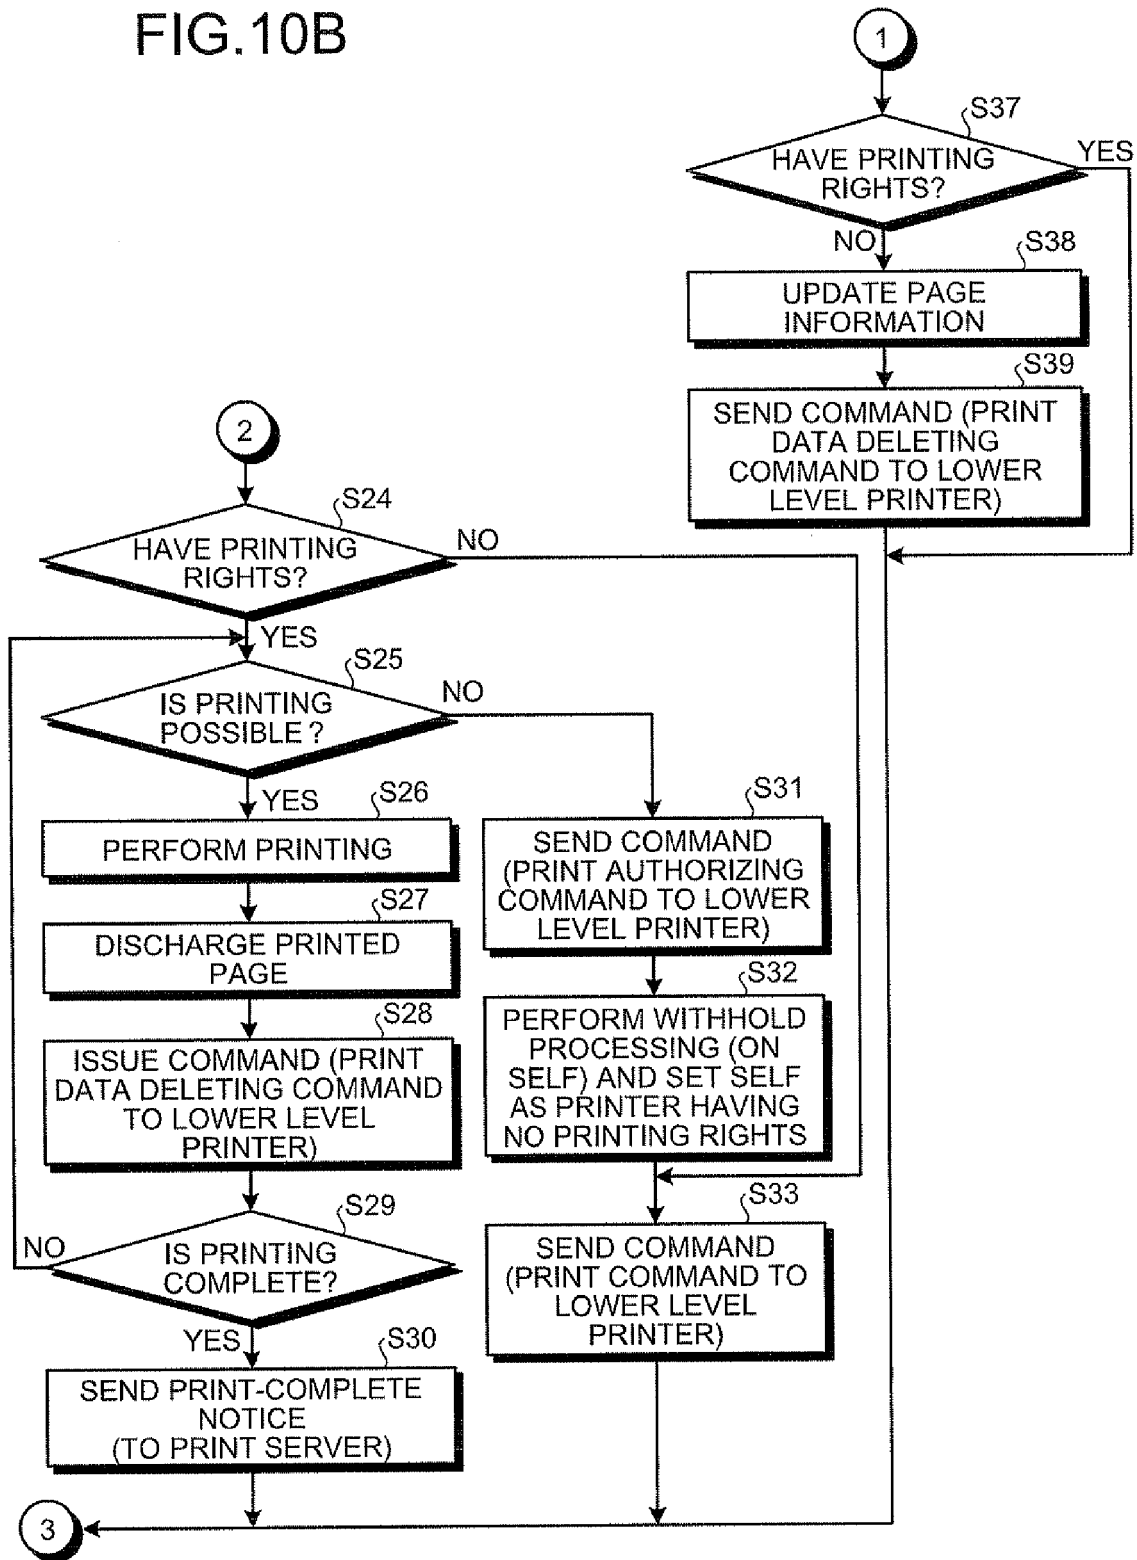 FIG.10B
1
S37
HAVE PRINTING
RIGHTS?
YES
NO
S38
UPDATE PAGE
INFORMATION
S39
SEND COMMAND (PRINT
DATA DELETING
COMMAND TO LOWER
LEVEL PRINTER)
2
S24
HAVE PRINTING
RIGHTS?
NO
YES
S25
IS PRINTING
POSSIBLE?
NO
YES
S26
PERFORM PRINTING
S27
DISCHARGE PRINTED
PAGE
S28
ISSUE COMMAND (PRINT
DATA DELETING COMMAND
TO LOWER LEVEL
PRINTER)
S29
IS PRINTING
COMPLETE?
NO
YES
S30
SEND PRINT-COMPLETE
NOTICE
(TO PRINT SERVER)
S31
SEND COMMAND
(PRINT AUTHORIZING
COMMAND TO LOWER
LEVEL PRINTER)
S32
PERFORM WITHHOLD
PROCESSING (ON
SELF) AND SET SELF
AS PRINTER HAVING
NO PRINTING RIGHTS
S33
SEND COMMAND
(PRINT COMMAND TO
LOWER LEVEL
PRINTER)
3